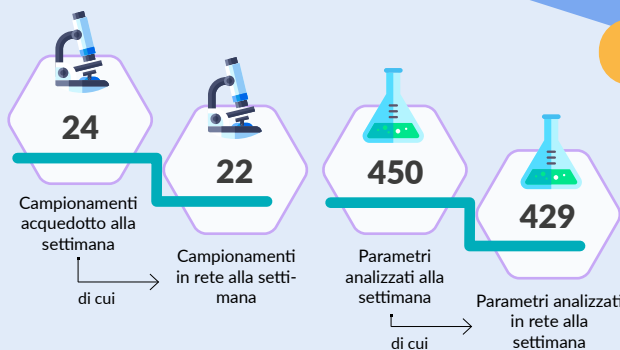 24
Campionamenti
acquedotto alla
settimana
di cui
22
Campionamenti
in rete alla setti-
mana
450
Parametri
analizzati alla
settimana
di cui
429
Parametri analizzati
in rete alla
settimana